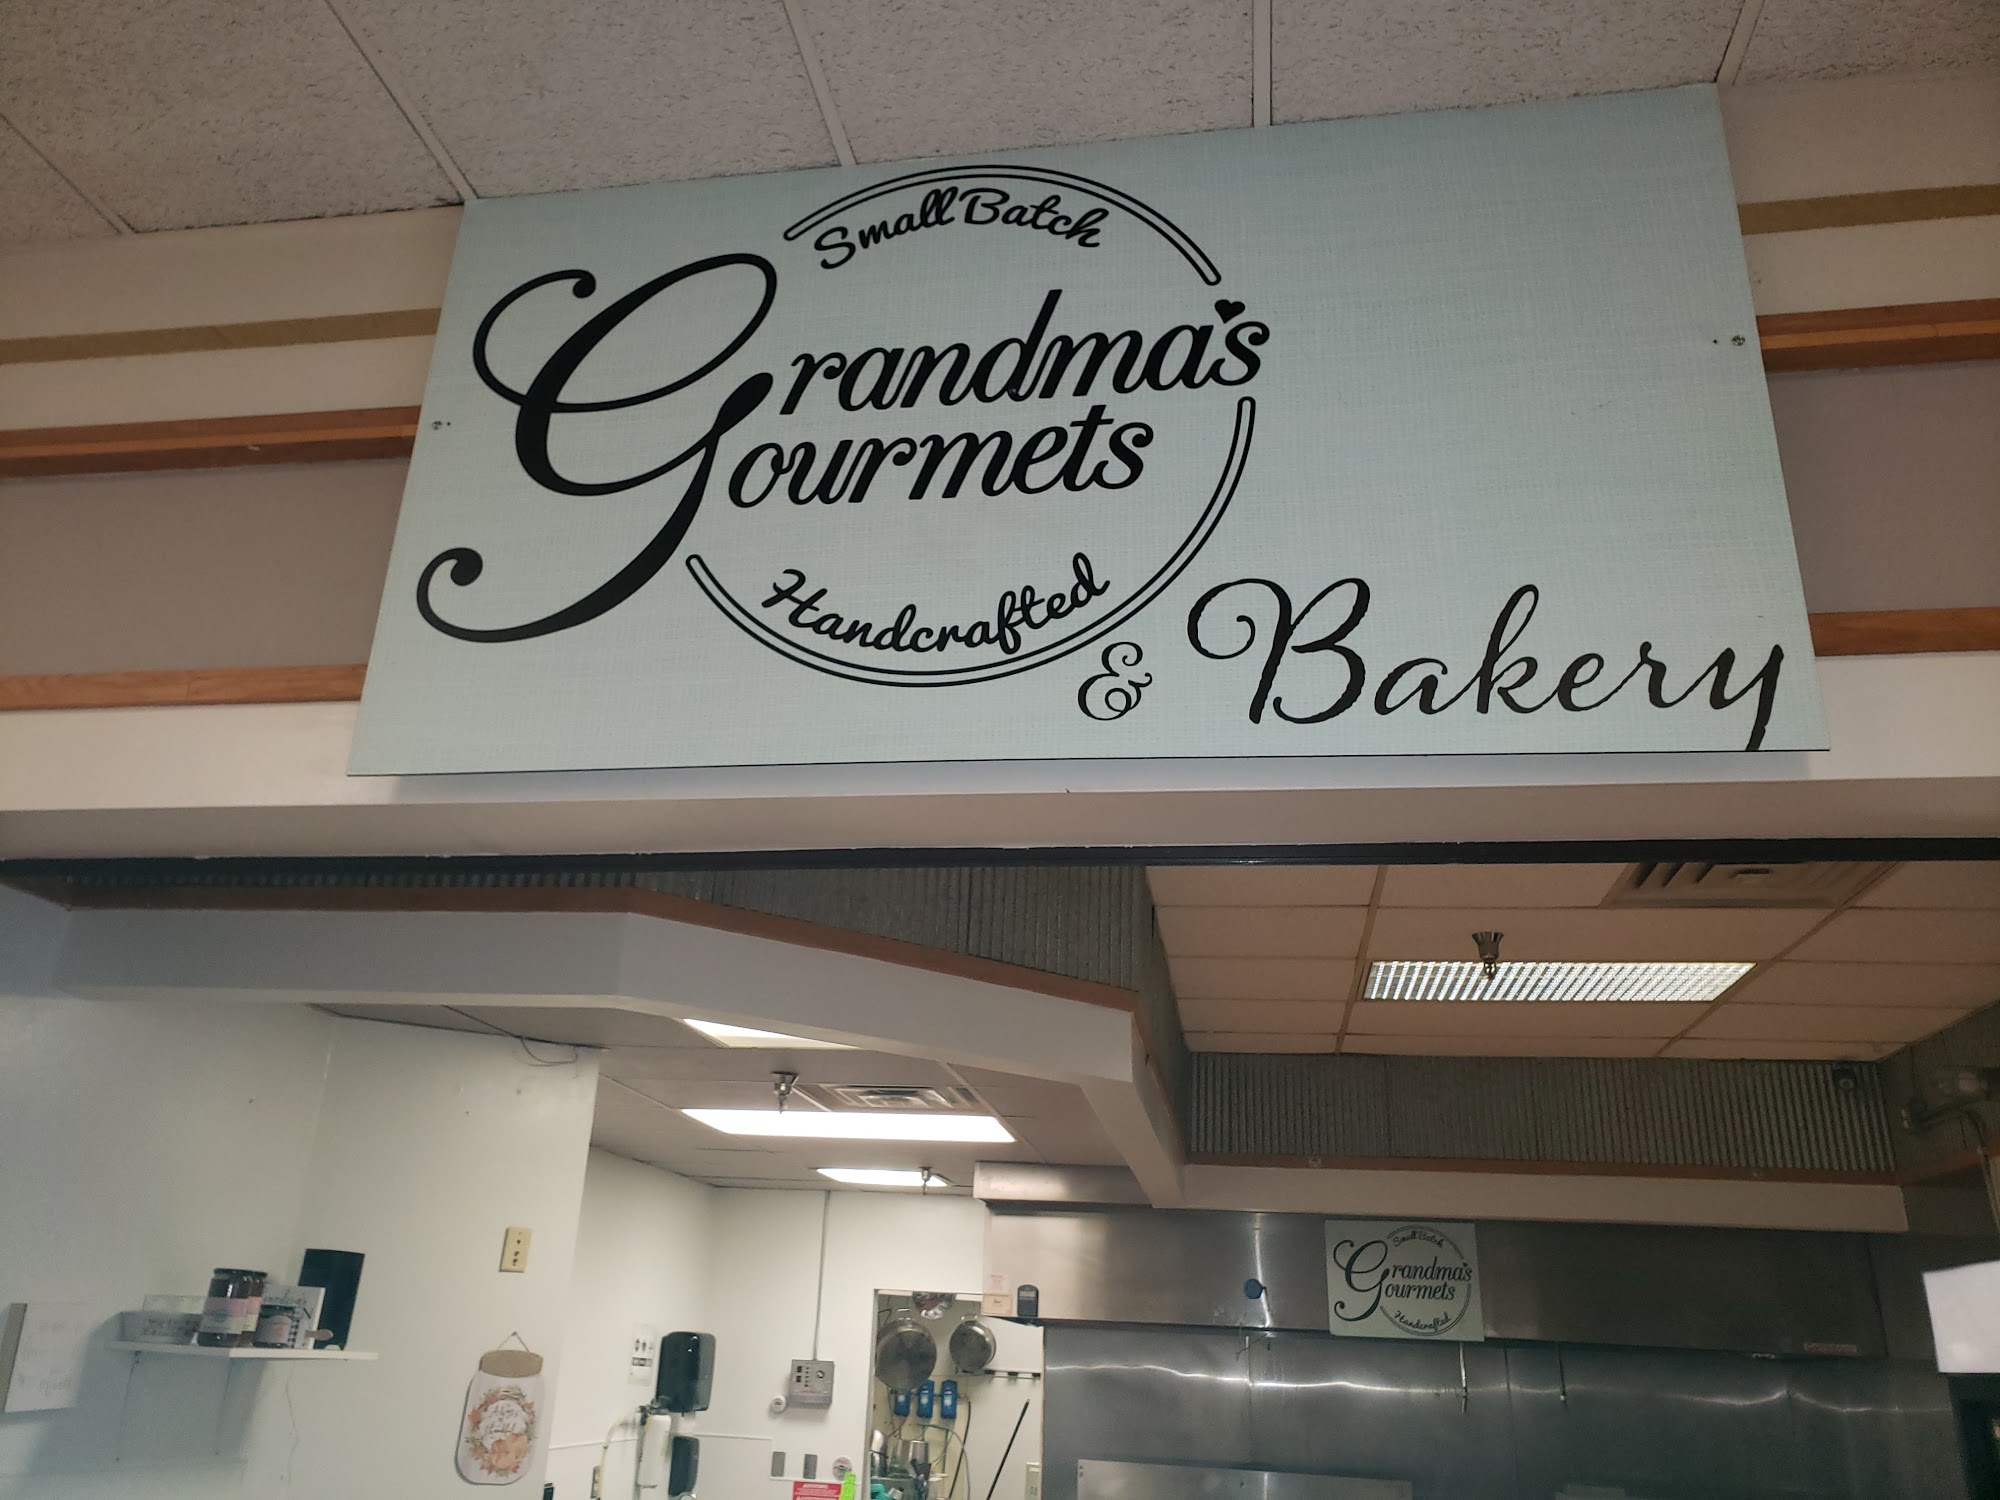 Small Batch
Grandma's
Gourmets
Handcrafted
& Bakery
Small Batch
Grandma's
Gourmets
Handcrafted